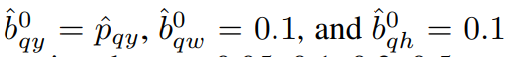 b̂⁰_qy = p̂_qy, b̂⁰_qw = 0.1, and b̂⁰_qh = 0.1